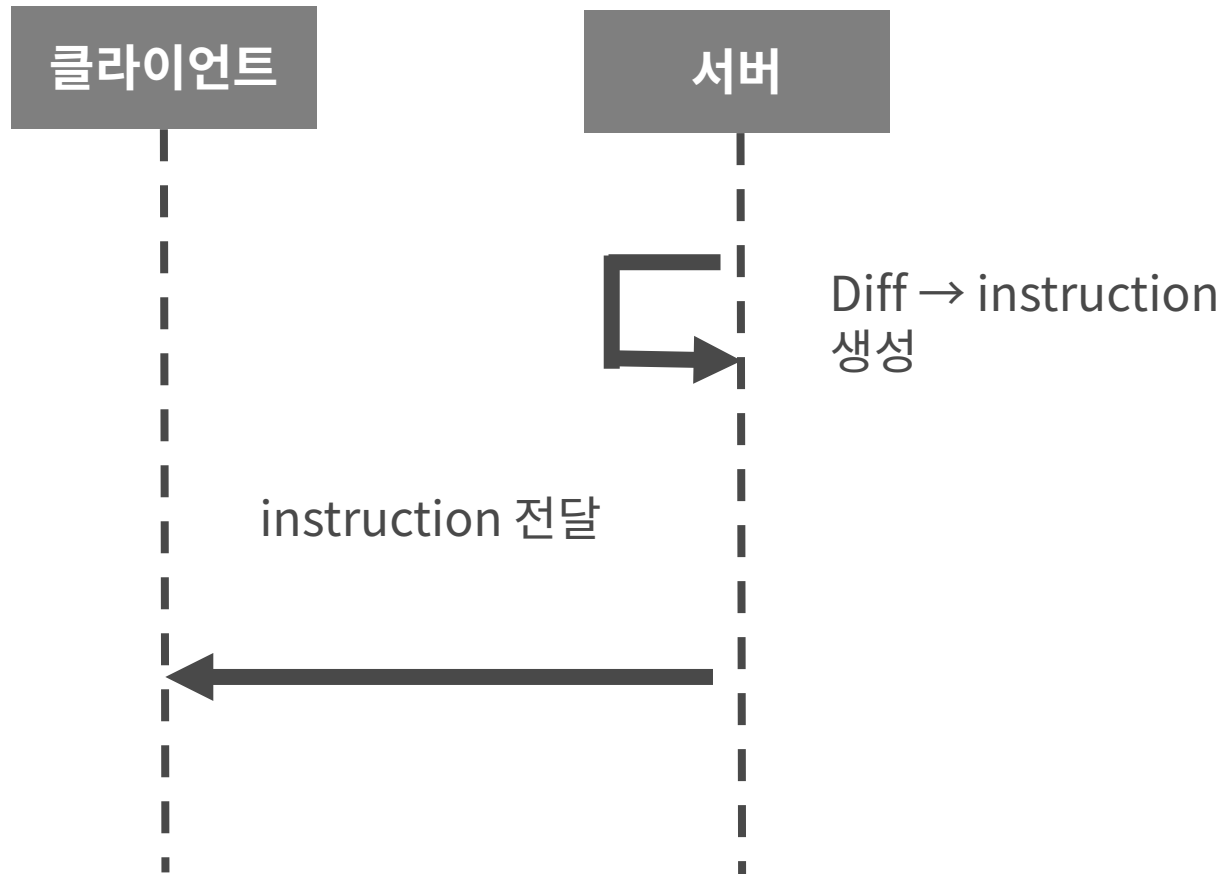 클라이언트
서버
Diff → instruction
생성
instruction 전달